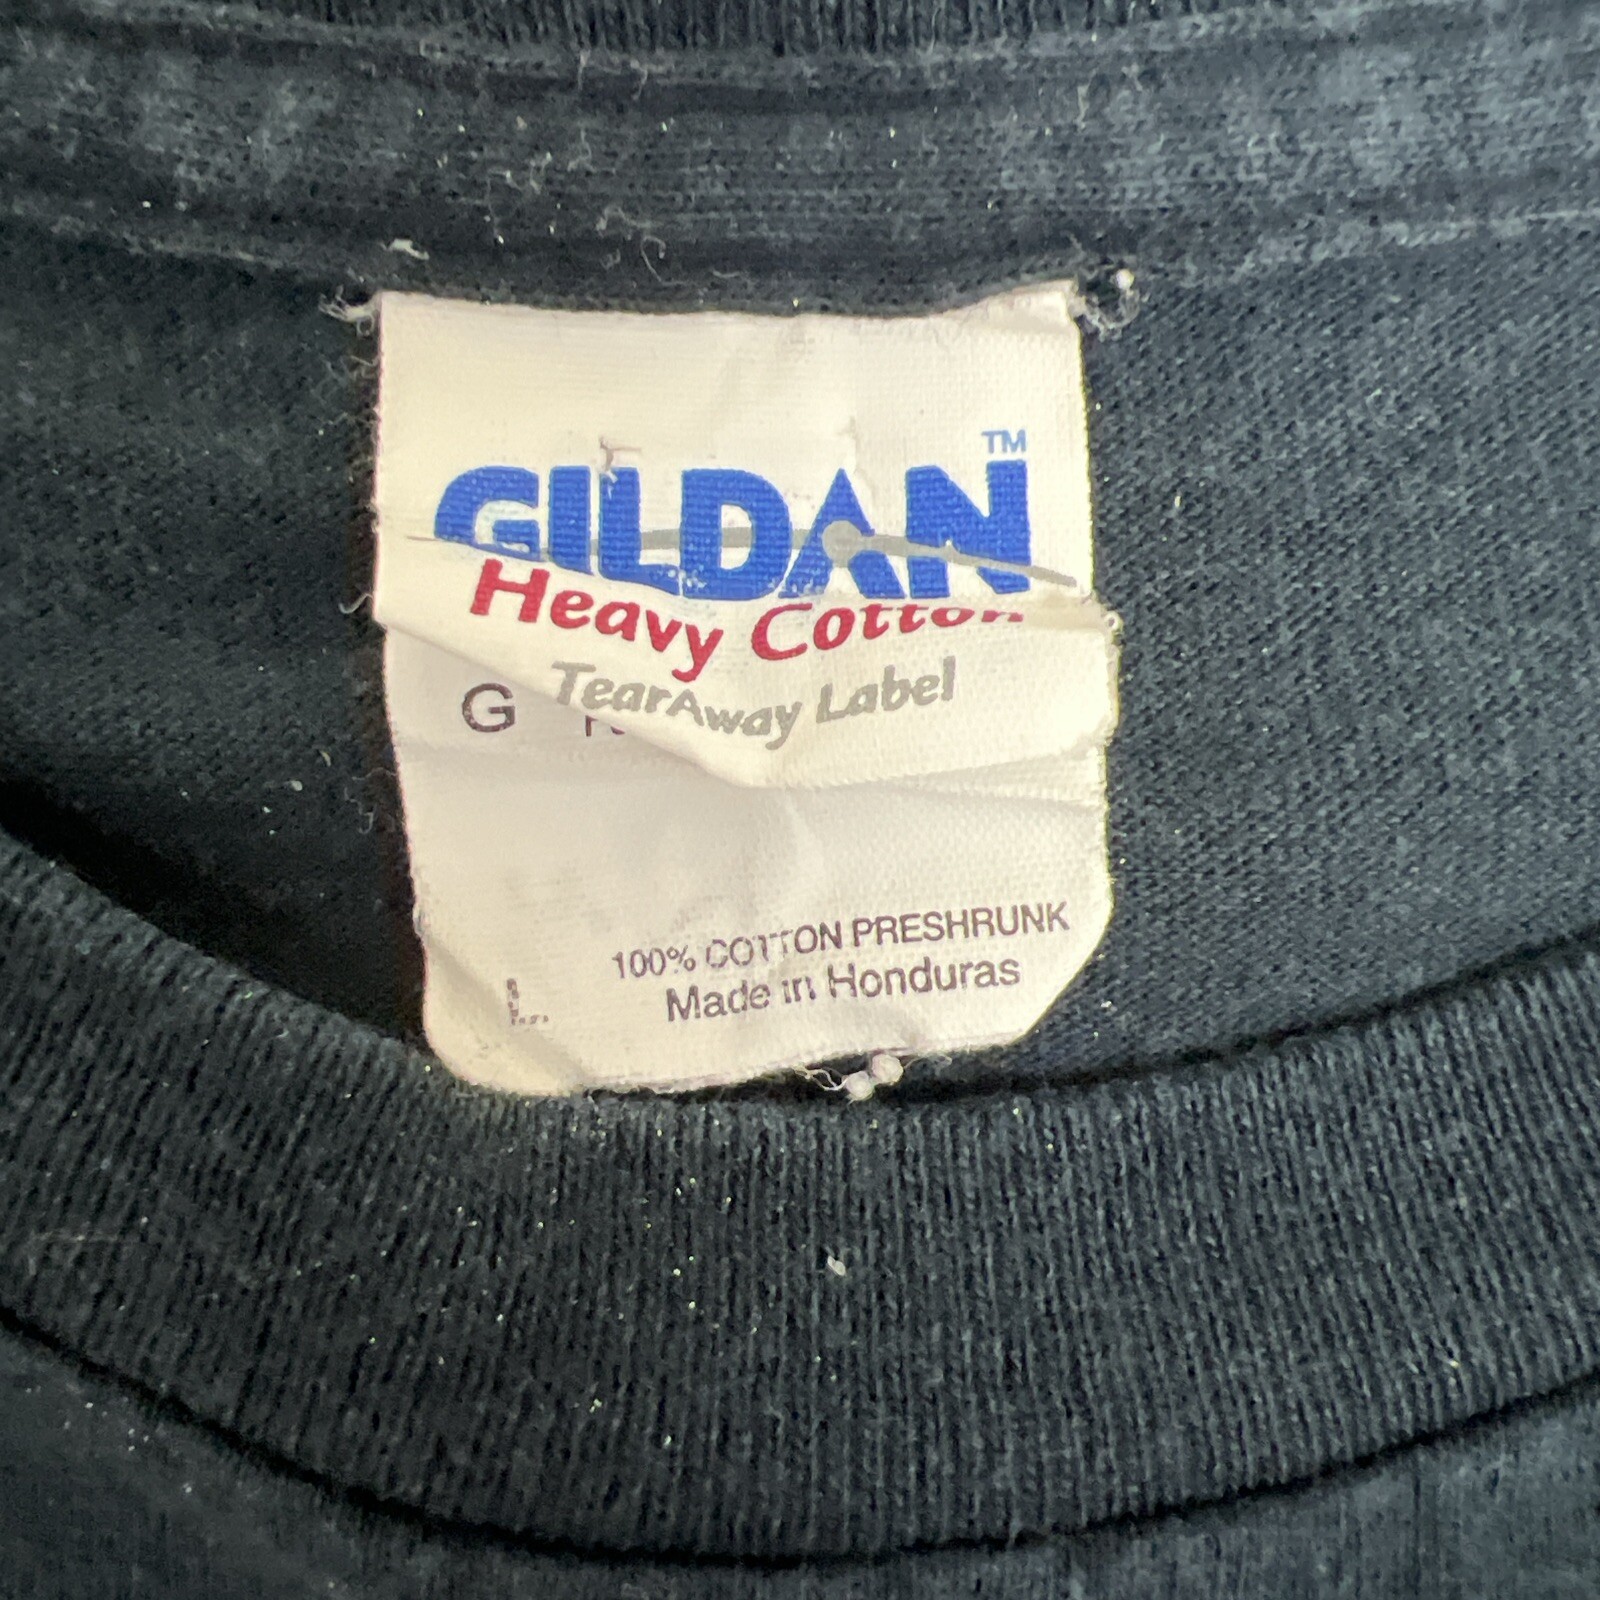 GILDAN™
Heavy Cotton
TearAway Label
G
100% COTTON PRESHRUNK
L. Made in Honduras